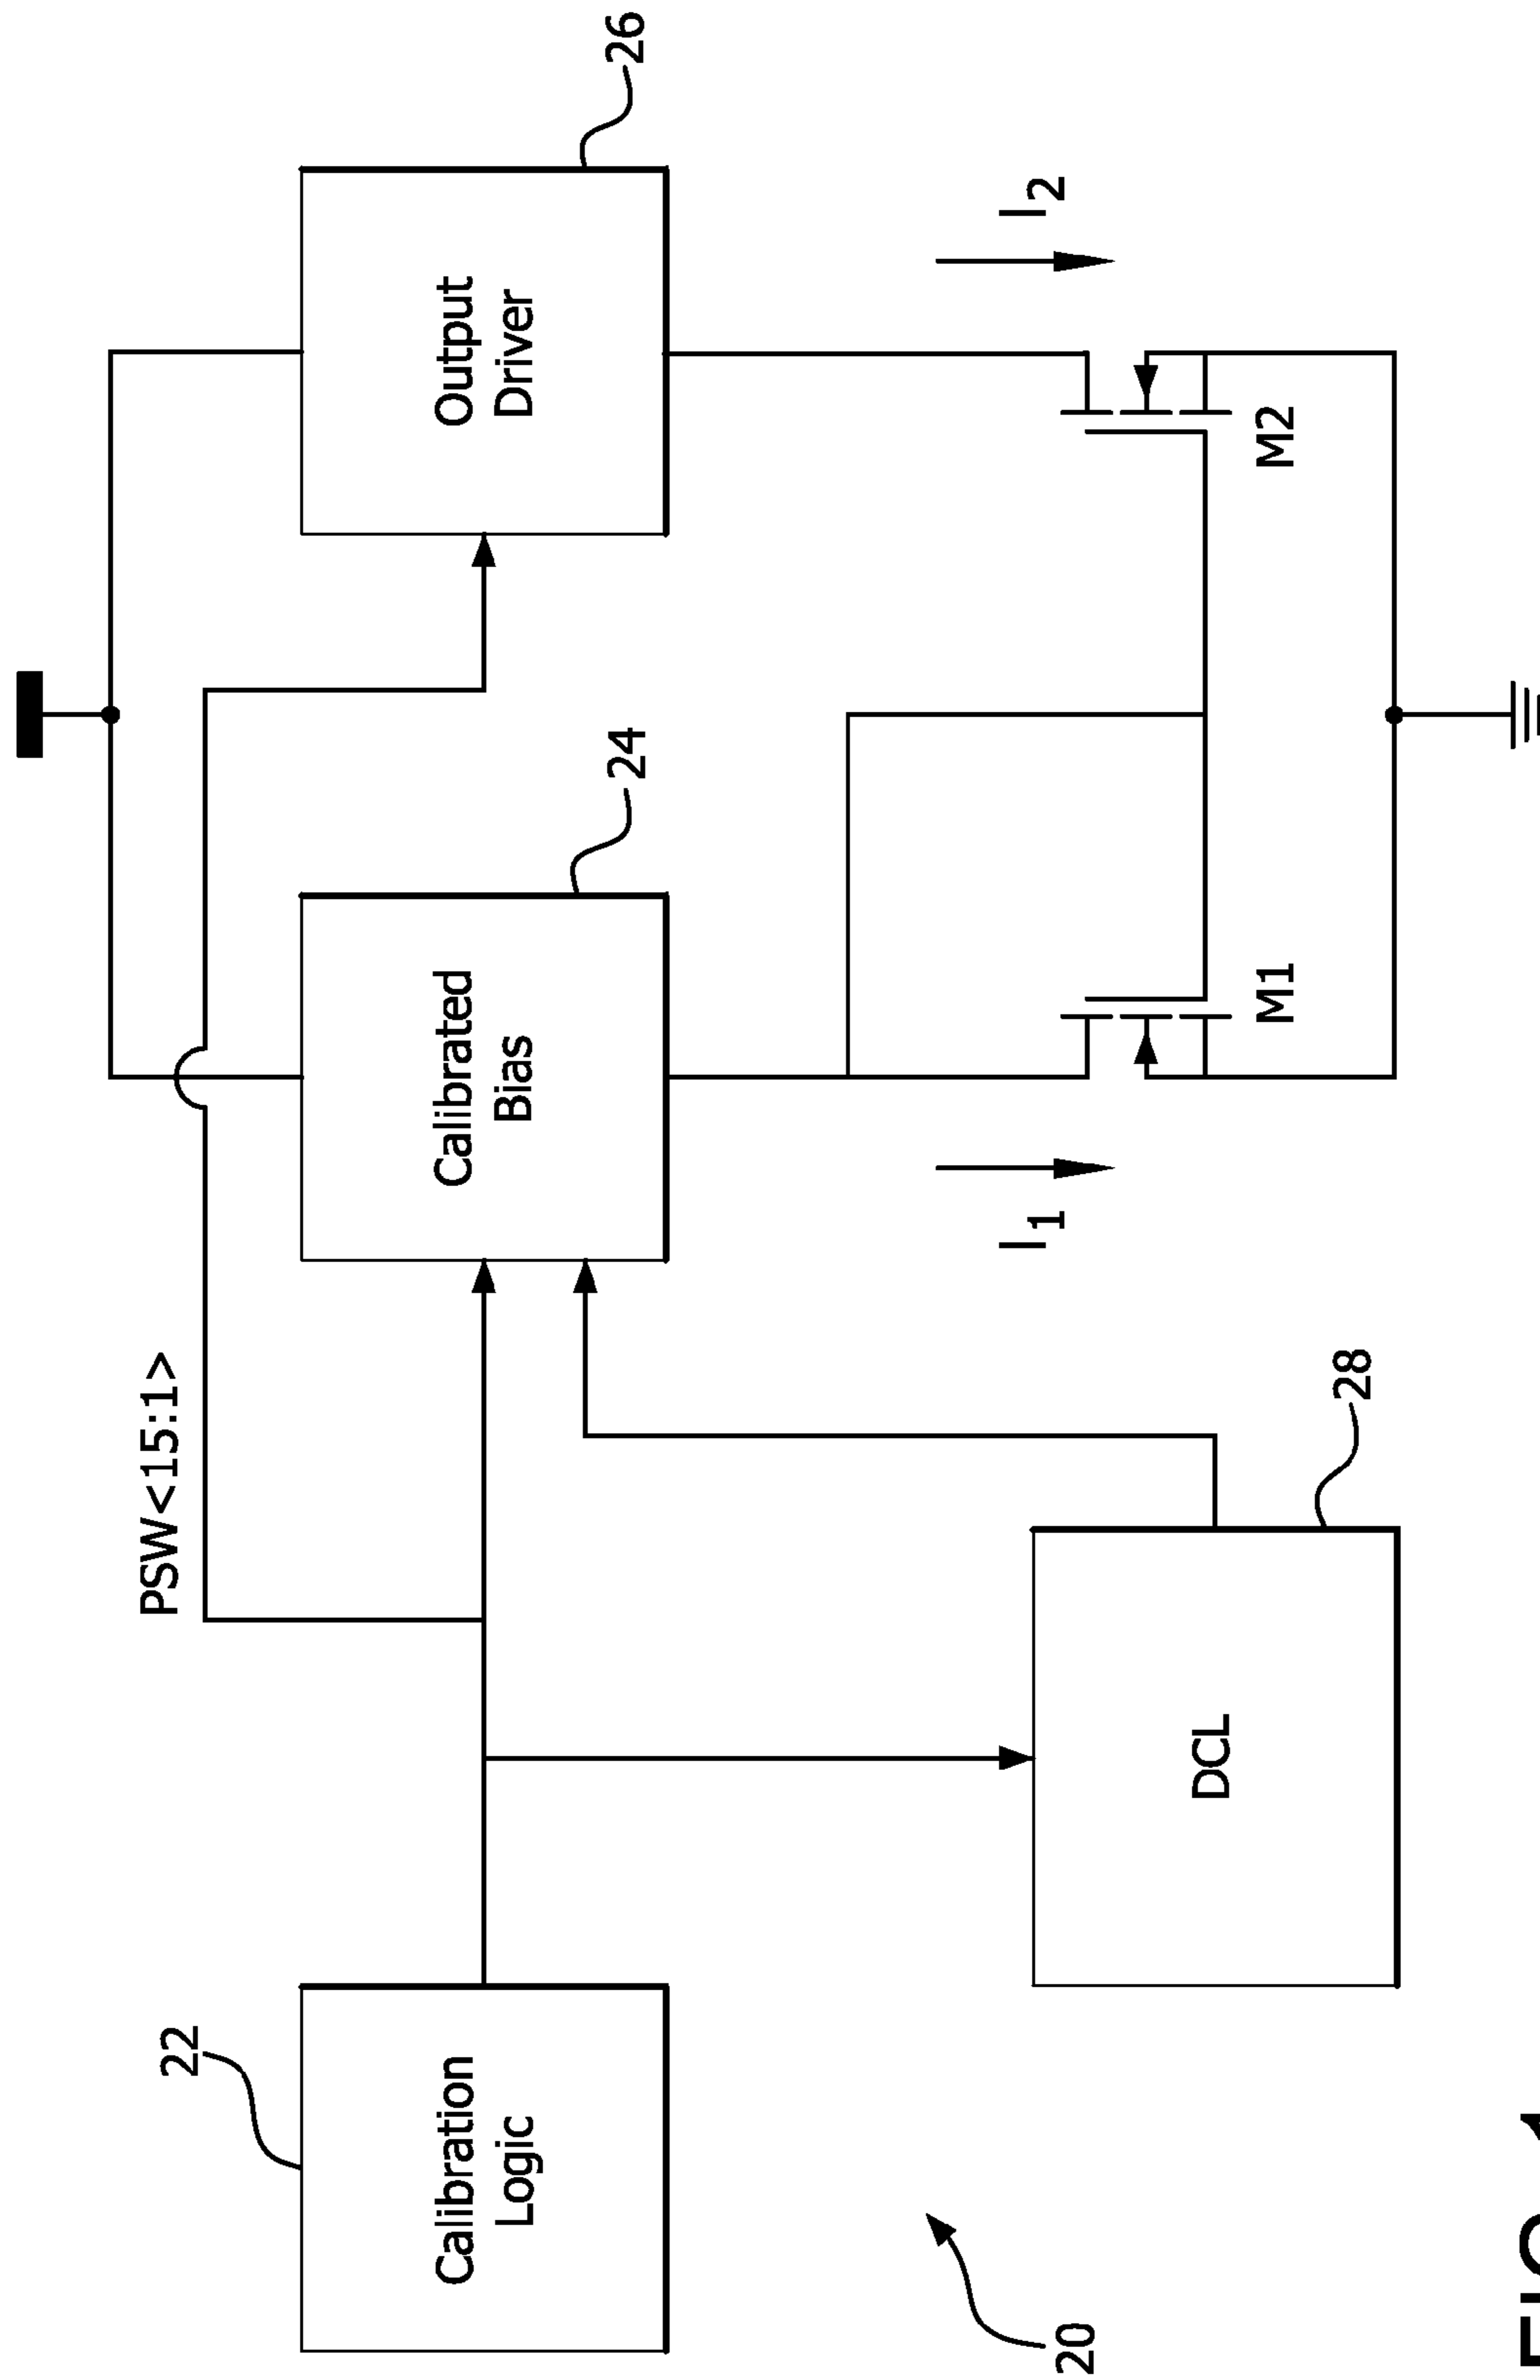 PSW<15:1>
22
Calibration
Logic
Calibrated
Bias
24
Output
Driver
26
I1
I2
DCL
28
M1
M2
20